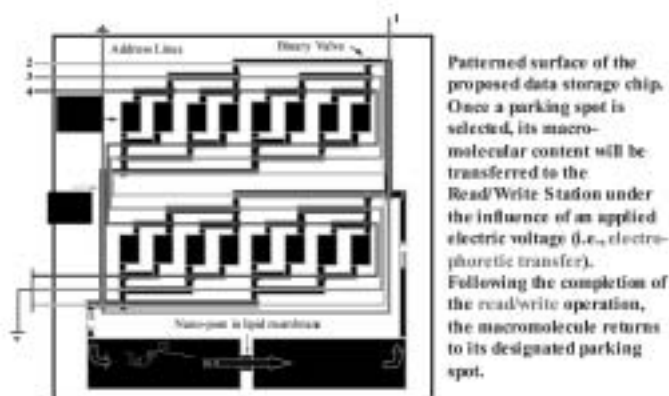 1
Address Lines
Binary Valve
2
3
4
Nano-pore in lipid membrane
Patterned surface of the
proposed data storage chip.
Once a parking spot is
selected, its macro-
molecular content will be
transferred to the
Read/Write Station under
the influence of an applied
electric voltage (i.e., electro-
phoretic transfer).
Following the completion of
the read/write operation,
the macromolecule returns
to its designated parking
spot.